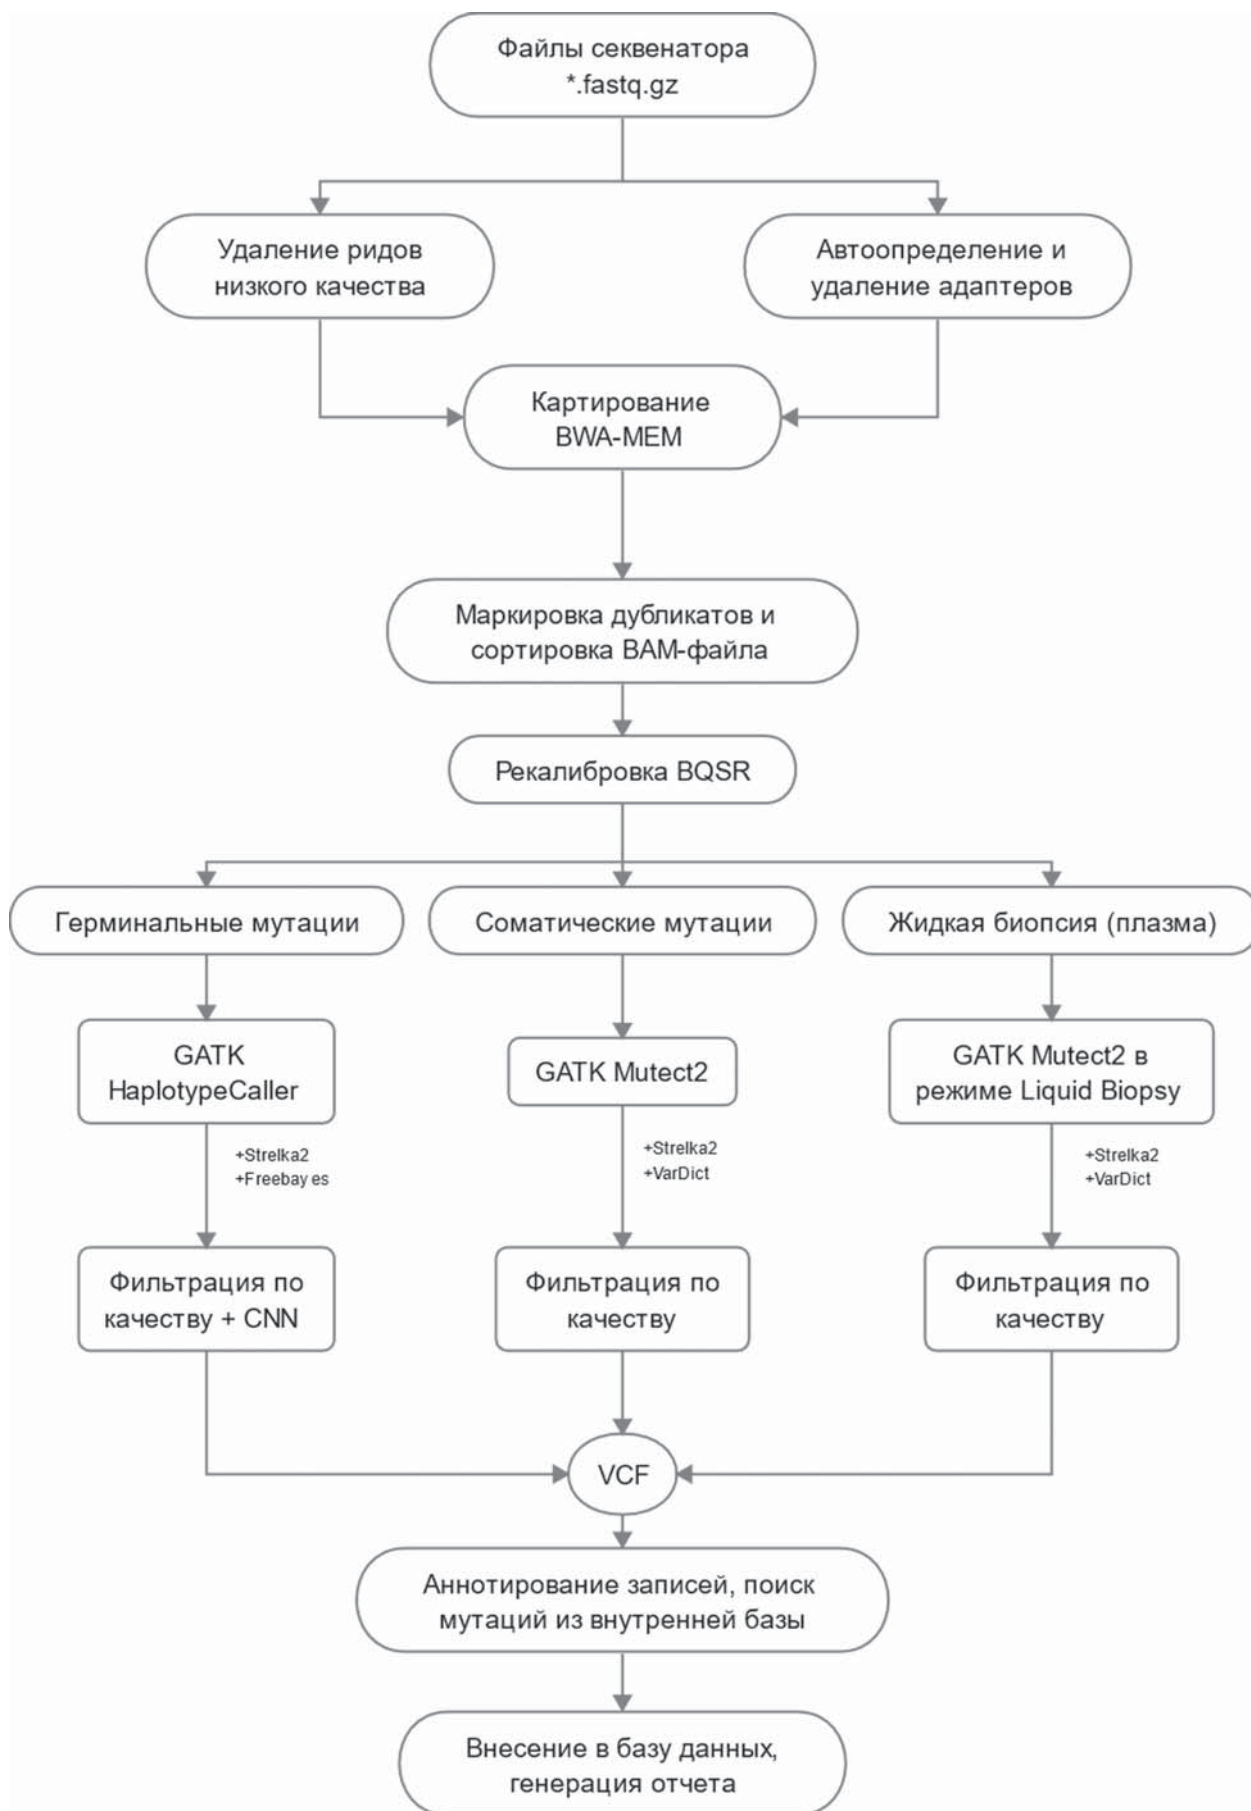 Файлы секвенатора
*.fastq.gz
Удаление ридов
низкого качества
Автоопределение и
удаление адаптеров
Картирование
BWA-MEM
Маркировка дубликатов и
сортировка BAM-файла
Рекалибровка BQSR
Герминальные мутации
Соматические мутации
Жидкая биопсия (плазма)
GATK
HaplotypeCaller
GATK Mutect2
GATK Mutect2 в
режиме Liquid Biopsy
+Strelka2
+Freebayes
+Strelka2
+VarDict
+Strelka2
+VarDict
Фильтрация по
качеству + CNN
Фильтрация по
качеству
Фильтрация по
качеству
VCF
Аннотирование записей, поиск
мутаций из внутренней базы
Внесение в базу данных,
генерация отчета